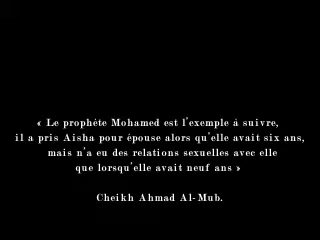 « Le prophète Mohamed est l'exemple à suivre,
il a pris Aisha pour épouse alors qu'elle avait six ans,
mais n'a eu des relations sexuelles avec elle
que lorsqu'elle avait neuf ans »
Cheikh Ahmad Al-Mub.